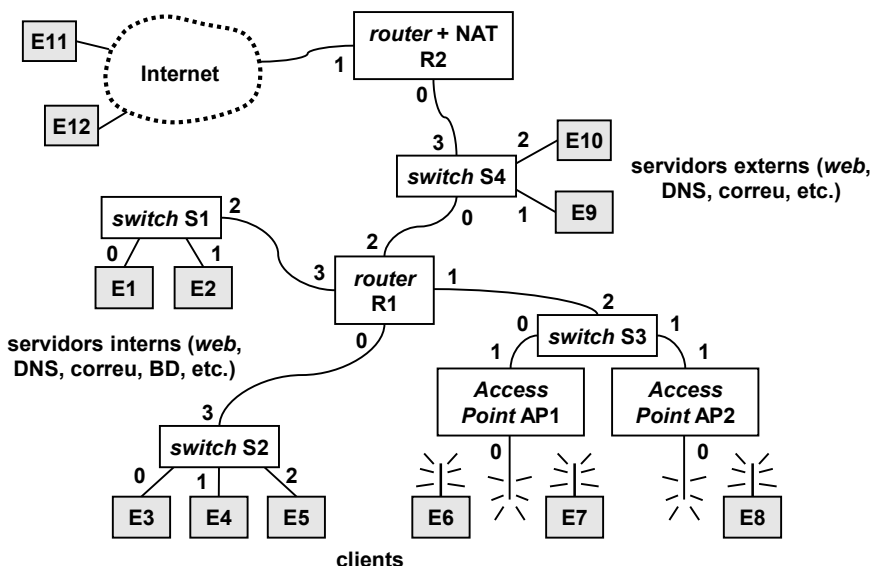 E11
Internet
E12
router + NAT
R2
1
0
3
switch S4
2
1
0
E10
E9
servidors externs (web,
DNS, correu, etc.)
switch S1
2
0
1
E1
E2
servidors interns (web,
DNS, correu, BD, etc.)
2
3
router
R1
1
0
2
0
switch S3
1
1
1
Access
Point AP1
0
Access
Point AP2
0
3
switch S2
0
1
2
E3
E4
E5
E6
E7
E8
clients